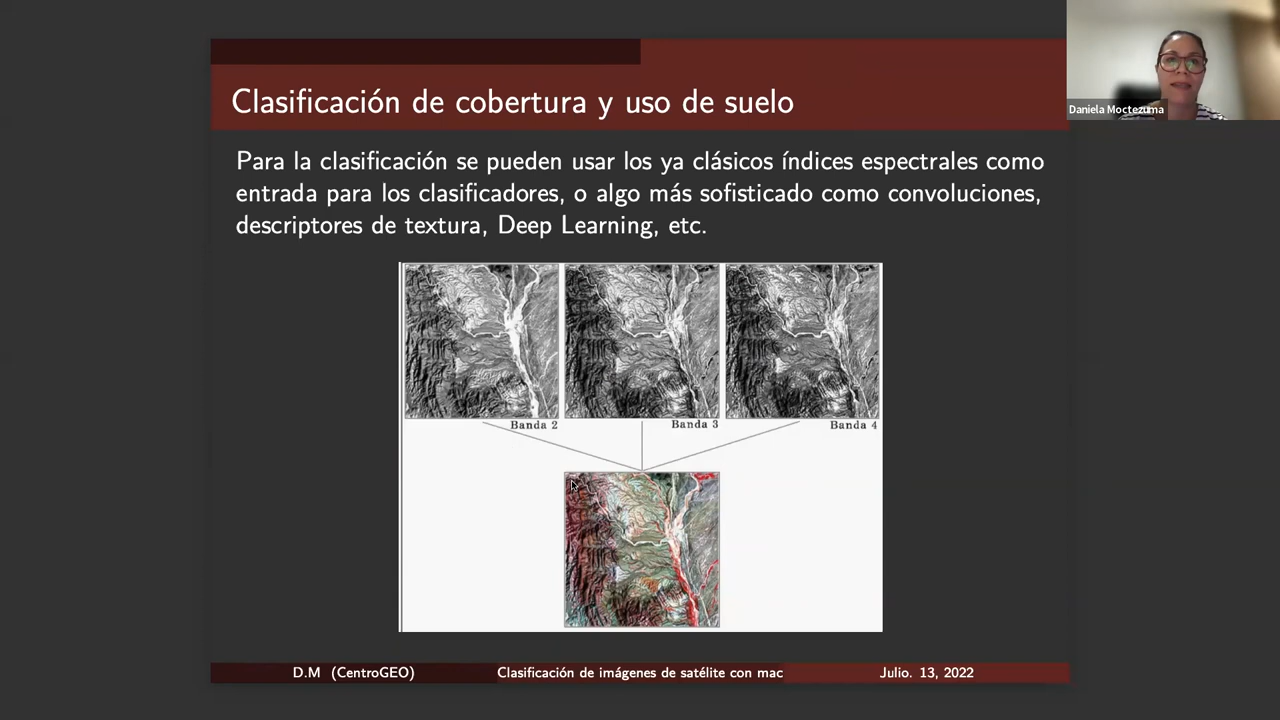 Clasificación de cobertura y uso de suelo
Daniela Moctezuma
Para la clasificación se pueden usar los ya clásicos índices espectrales como
entrada para los clasificadores, o algo más sofisticado como convoluciones,
descriptores de textura, Deep Learning, etc.
Banda 2
Banda 3
Banda 4
D.M (CentroGEO)
Clasificación de imágenes de satélite con mac
Julio. 13, 2022